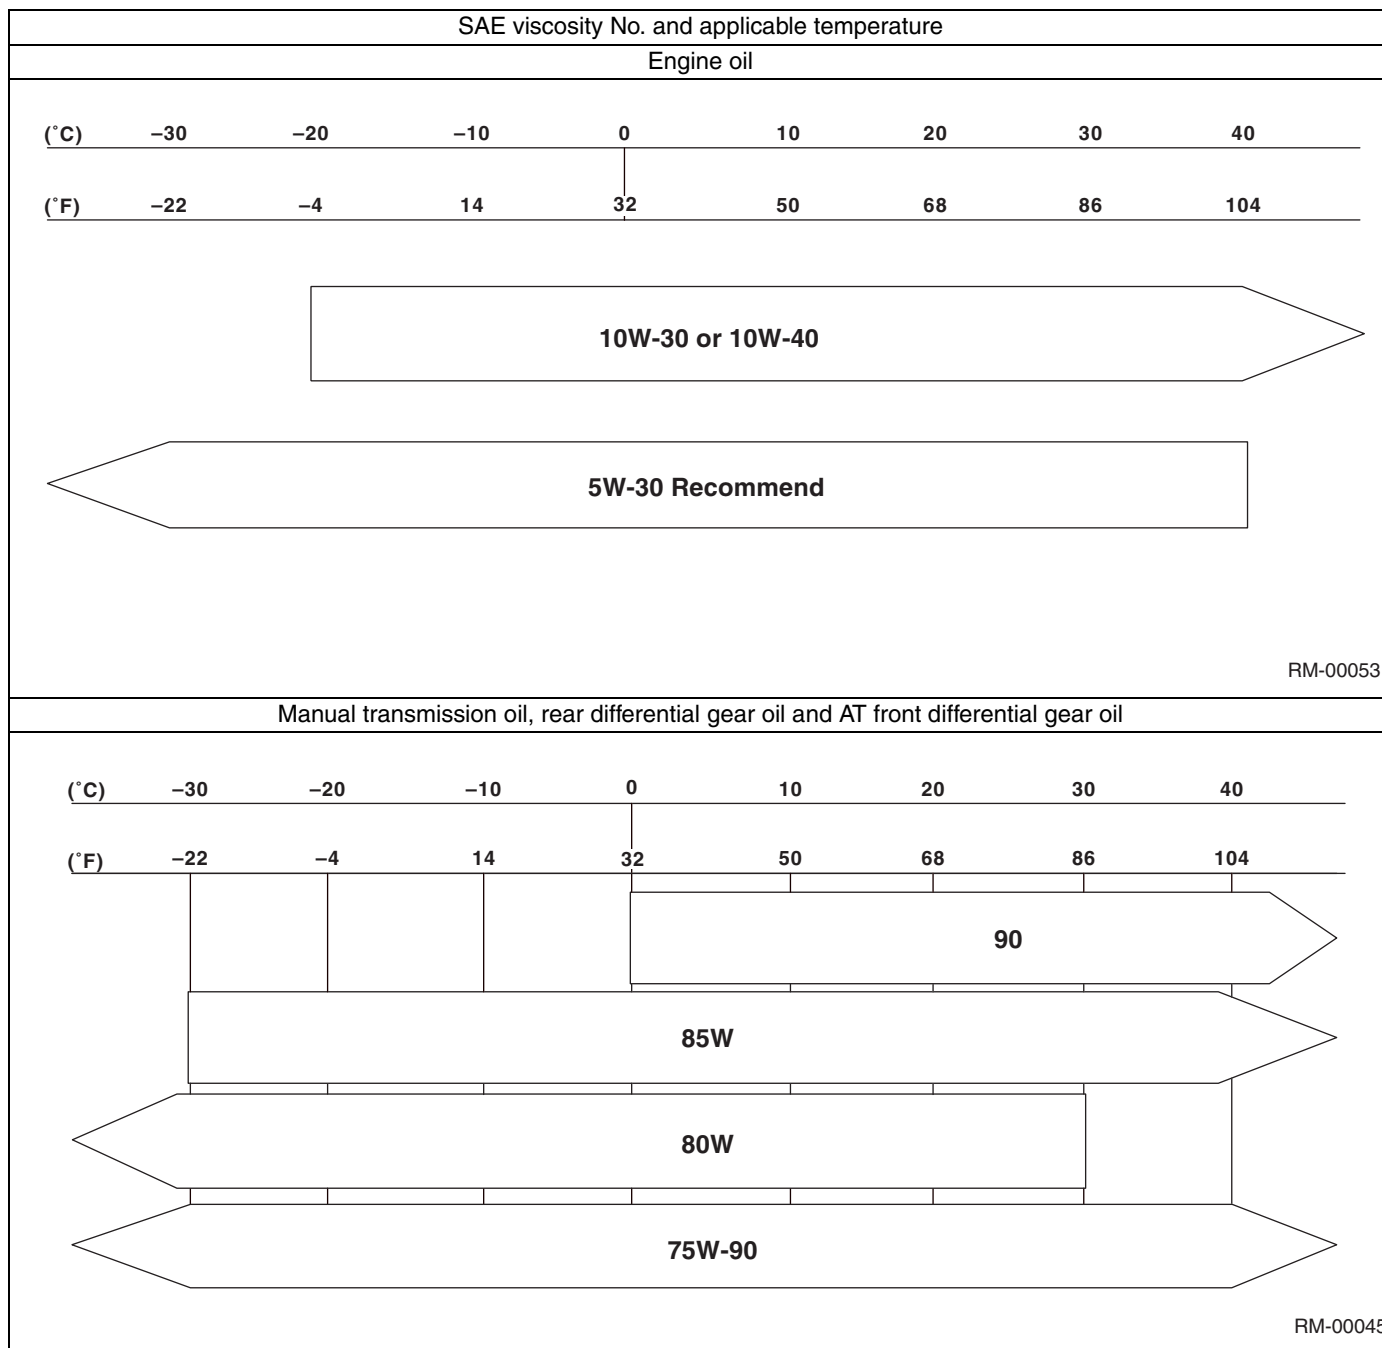 SAE viscosity No. and applicable temperature
Engine oil
(˚C) –30 –20 –10 0 10 20 30 40
(˚F) –22 –4 14 32 50 68 86 104
10W-30 or 10W-40
5W-30 Recommend
RM-00053
Manual transmission oil, rear differential gear oil and AT front differential gear oil
(˚C) –30 –20 –10 0 10 20 30 40
(˚F) –22 –4 14 32 50 68 86 104
90
85W
80W
75W-90
RM-00045